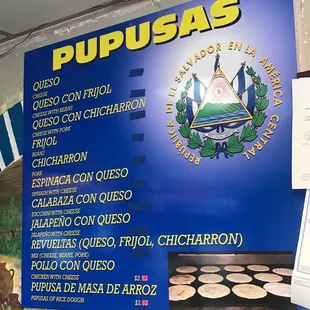 PUPUSAS
QUESO
CHEESE
QUESO CON FRIJOL
CHEESE WITH BEANS
QUESO CON CHICHARRON
CHEESE WITH PORK
FRIJOL
BEANS
CHICHARRON
PORK
ESPINACA CON QUESO
SPINASH WITH CHEESE
CALABAZA CON QUESO
ZUCCHINI WITH CHEESE
JALAPEÑO CON QUESO
JALAPEÑO WITH CHEESE
REVUELTAS (QUESO, FRIJOL, CHICHARRON)
MIX (CHEESE, BEANS, PORK)
POLLO CON QUESO
CHICKEN WITH CHEESE
PUPUSA DE MASA DE ARROZ
PUPUSAS OF RICE DOUGH
REPUBLICA DE EL SALVADOR EN LA AMERICA CENTRAL